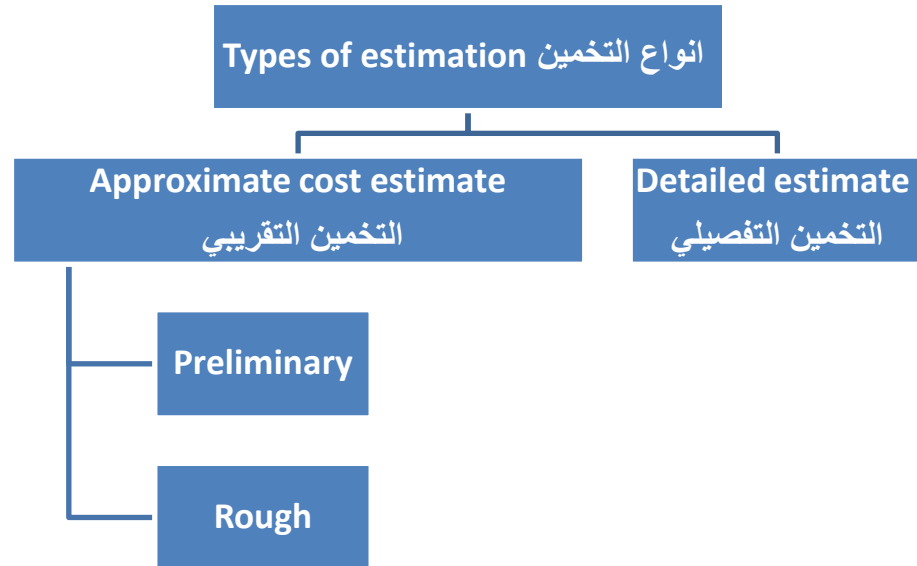 Types of estimation انواع التخمين
Approximate cost estimate
التخمين التقريبي
Detailed estimate
التخمين التفصيلي
Preliminary
Rough